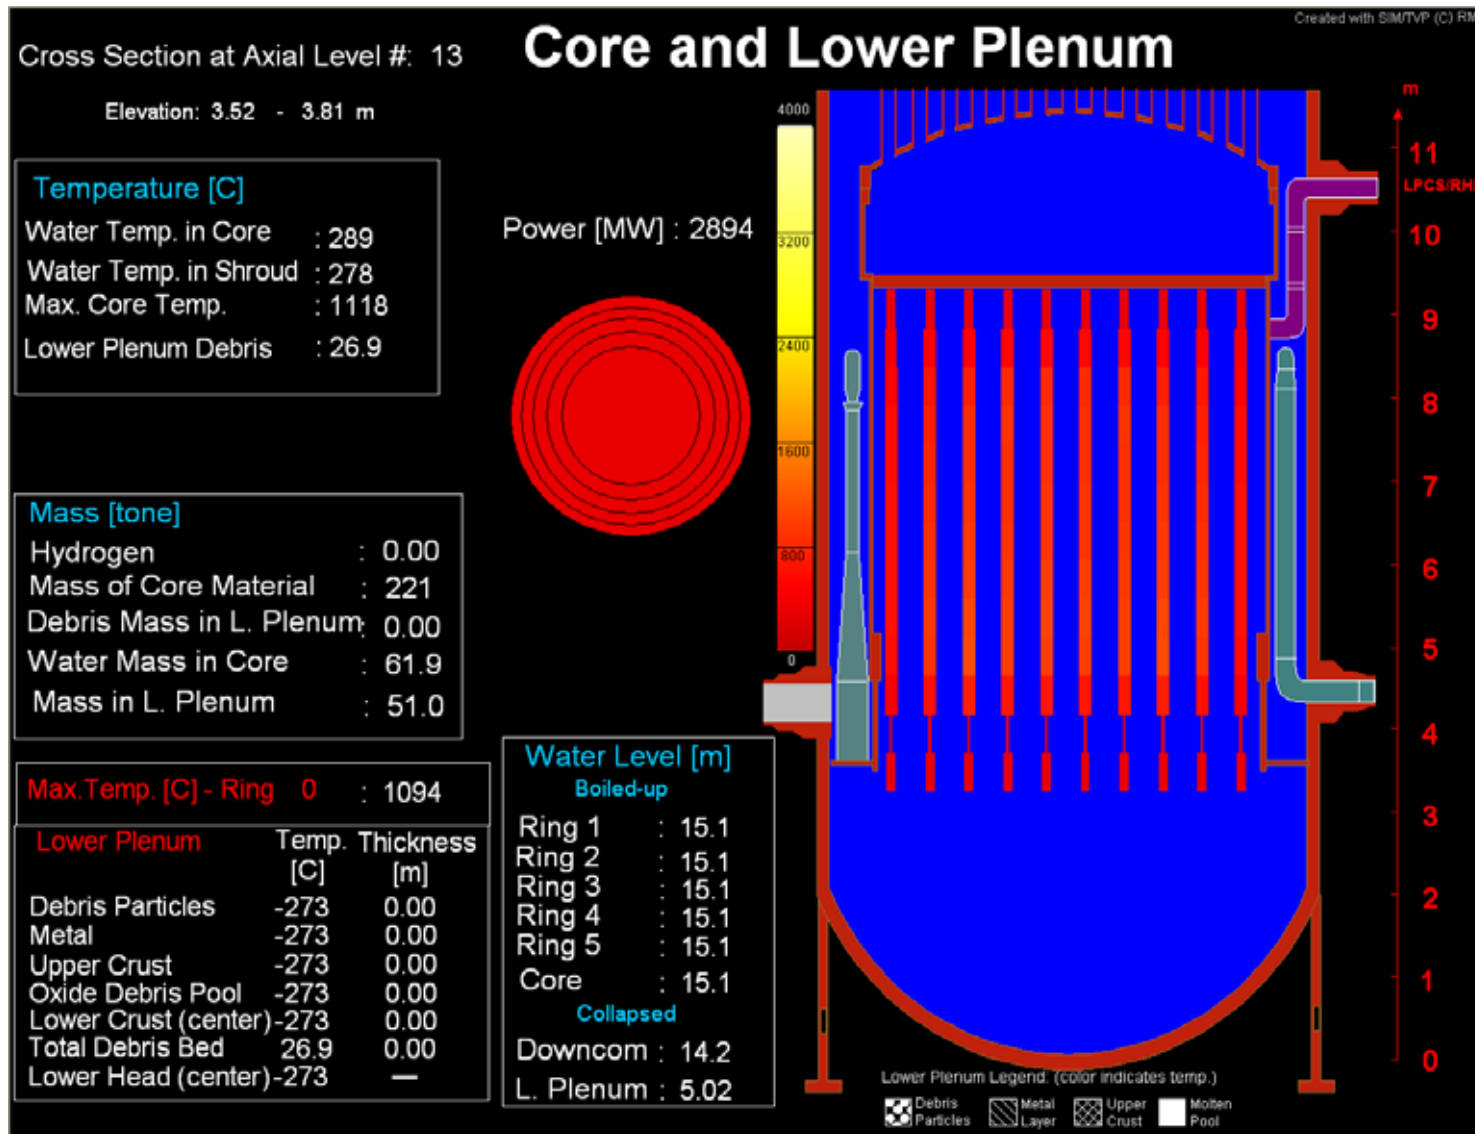 Created with SIM/TVP (C) RM
Core and Lower Plenum
Cross Section at Axial Level #: 13
Elevation: 3.52 - 3.81 m
Temperature [C]
Water Temp. in Core : 289
Water Temp. in Shroud : 278
Max. Core Temp. : 1118
Lower Plenum Debris : 26.9
Power [MW] : 2894
4000
3200
2400
1600
800
0
m
11
LPCS/RH
10
9
8
7
6
5
4
3
2
1
0
Mass [tone]
Hydrogen : 0.00
Mass of Core Material : 221
Debris Mass in L. Plenum: 0.00
Water Mass in Core : 61.9
Mass in L. Plenum : 51.0
Max.Temp. [C] - Ring 0 : 1094
Lower Plenum Temp. Thickness
[C] [m]
Debris Particles -273 0.00
Metal -273 0.00
Upper Crust -273 0.00
Oxide Debris Pool -273 0.00
Lower Crust (center) -273 0.00
Total Debris Bed 26.9 0.00
Lower Head (center) -273 —
Water Level [m]
Boiled-up
Ring 1 : 15.1
Ring 2 : 15.1
Ring 3 : 15.1
Ring 4 : 15.1
Ring 5 : 15.1
Core : 15.1
Collapsed
Downcom : 14.2
L. Plenum : 5.02
Lower Plenum Legend: (color indicates temp.)
Debris Particles
Metal Layer
Upper Crust
Molten Pool